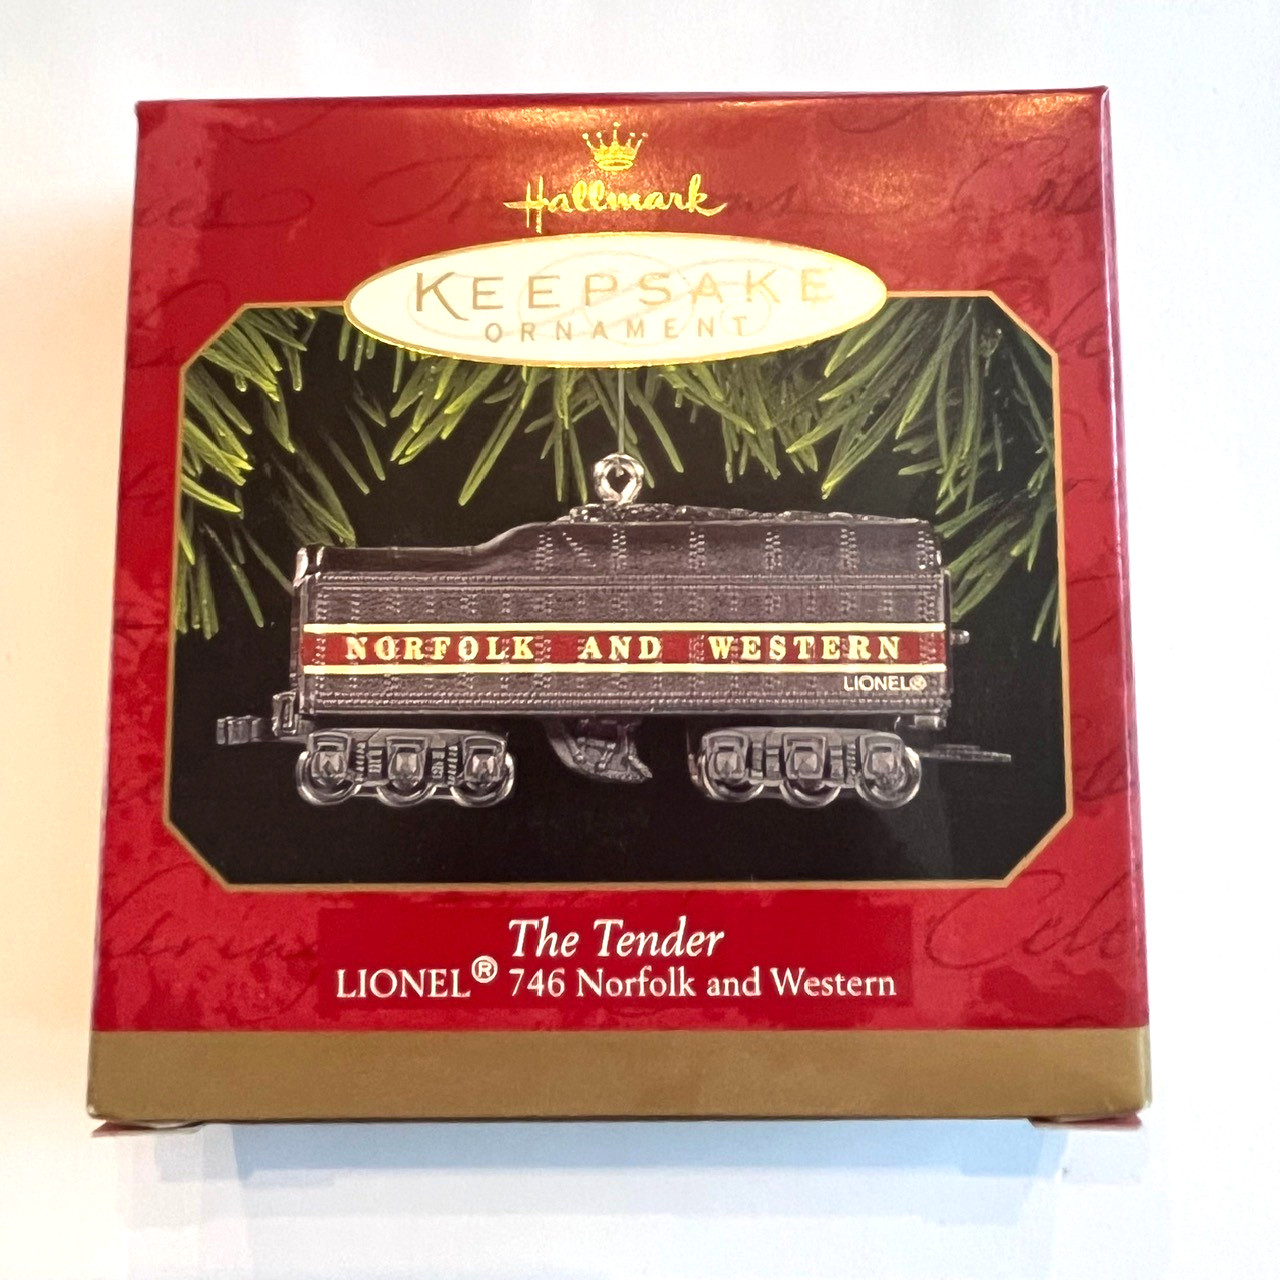 Hallmark
KEEPSAKE
ORNAMENT
NORFOLK AND WESTERN
LIONEL®
The Tender
LIONEL® 746 Norfolk and Western